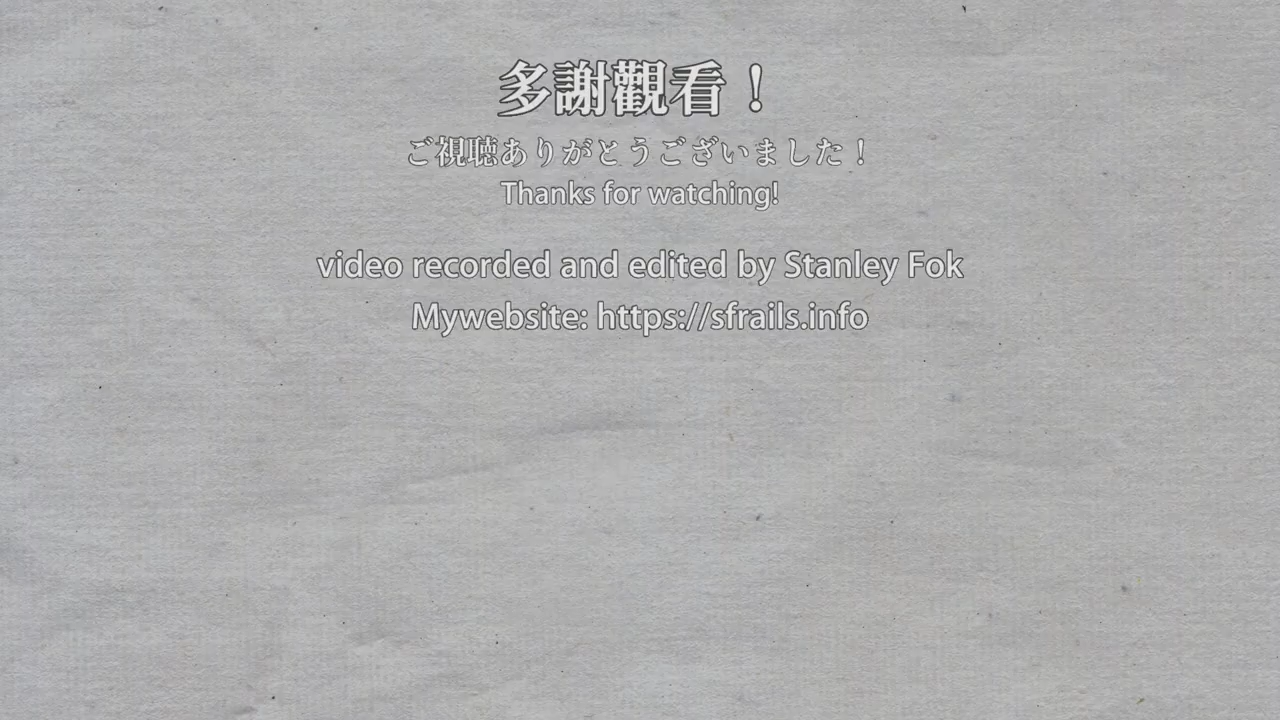 多謝觀看！
ご視聴ありがとうございました！
Thanks for watching!
video recorded and edited by Stanley Fok
Mywebsite: https://sfrails.info